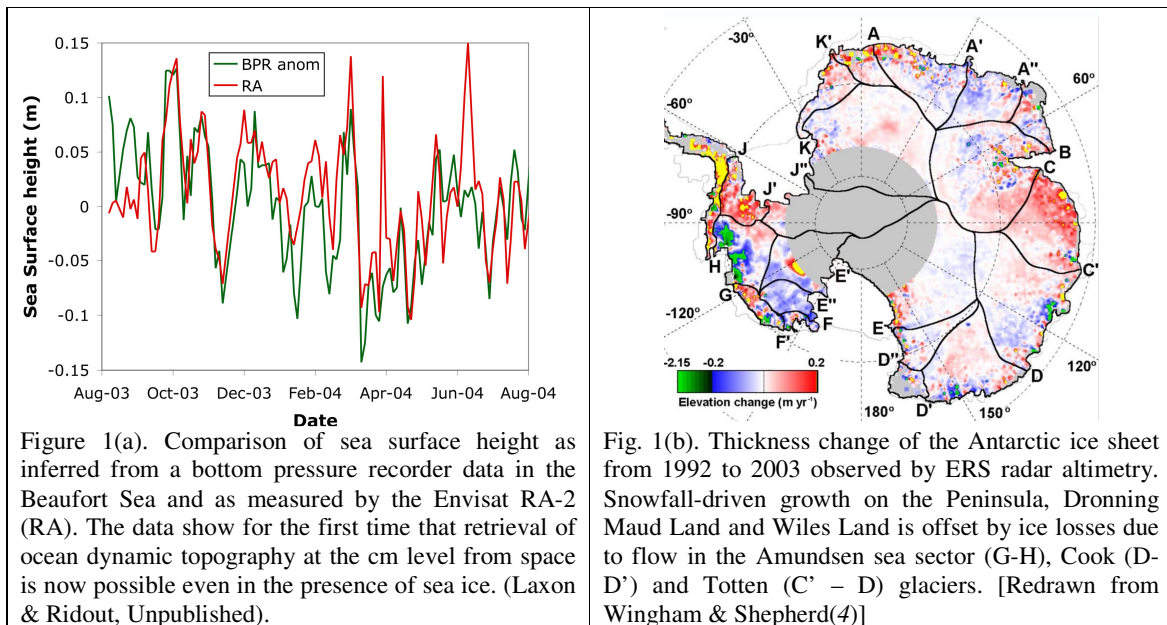 0.15
0.1
0.05
0
-0.05
-0.1
-0.15
Sea Surface height (m)
BPR anom
RA
Aug-03
Oct-03
Dec-03
Feb-04
Apr-04
Jun-04
Aug-04
Date
Figure 1(a). Comparison of sea surface height as
inferred from a bottom pressure recorder data in the
Beaufort Sea and as measured by the Envisat RA-2
(RA). The data show for the first time that retrieval of
ocean dynamic topography at the cm level from space
is now possible even in the presence of sea ice. (Laxon
& Ridout, Unpublished).
-30°
K'
A
A'
A"
60°
-60°
J
K
B
C
J"
J'
-90°
H
C'
E'
G
E"
-120°
F
F'
E
D"
120°
D
-2.15
-0.2
0.2
Elevation change (m yr⁻¹)
D'
180°
150°
Fig. 1(b). Thickness change of the Antarctic ice sheet
from 1992 to 2003 observed by ERS radar altimetry.
Snowfall-driven growth on the Peninsula, Dronning
Maud Land and Wiles Land is offset by ice losses due
to flow in the Amundsen sea sector (G-H), Cook (D-
D’) and Totten (C’ – D) glaciers. [Redrawn from
Wingham & Shepherd(4)]